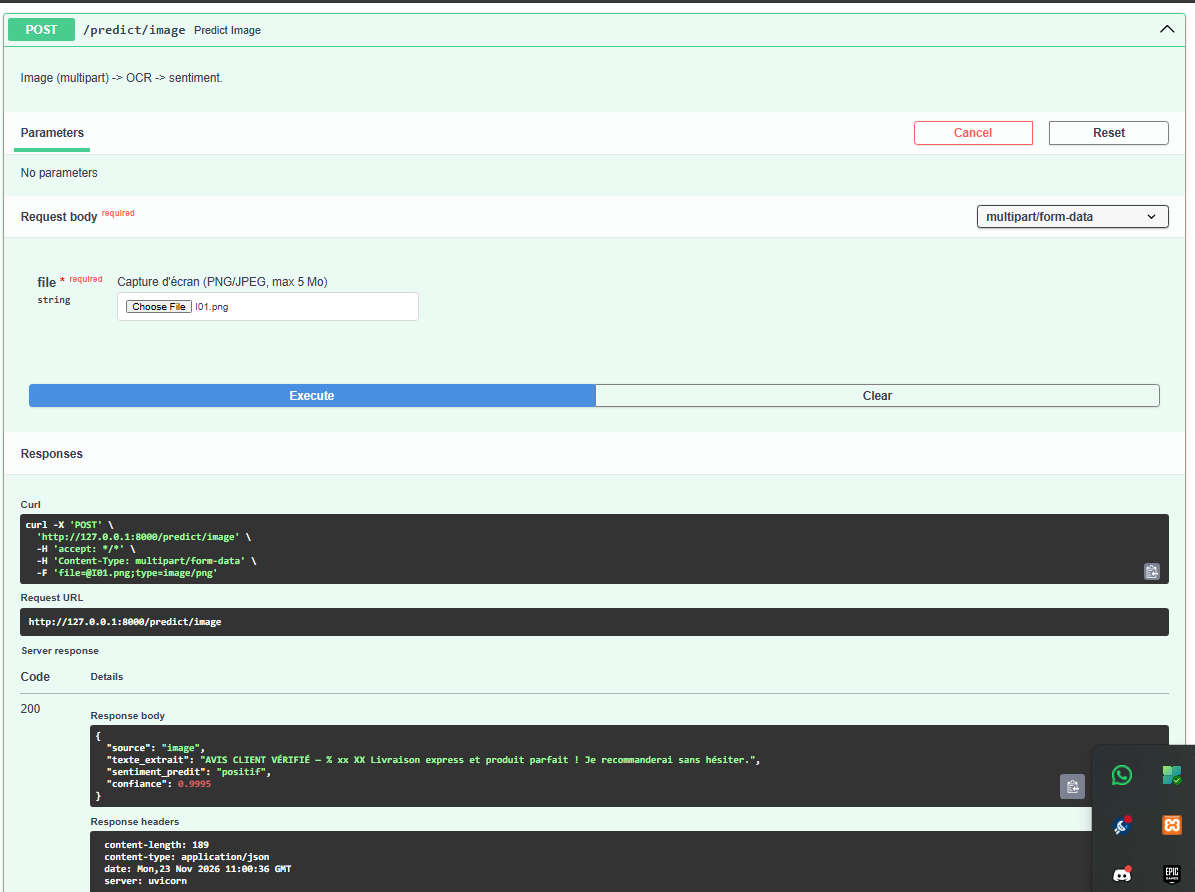 POST /predict/image Predict Image
Image (multipart) -> OCR -> sentiment.
Parameters
Cancel
Reset
No parameters
Request body required
multipart/form-data
file * required
string
Capture d'écran (PNG/JPEG, max 5 Mo)
Choose File I01.png
Execute
Clear
Responses
Curl
curl -X 'POST' \
'http://127.0.0.1:8000/predict/image' \
-H 'accept: */*' \
-H 'Content-Type: multipart/form-data' \
-F 'file=@I01.png;type=image/png'
Request URL
http://127.0.0.1:8000/predict/image
Server response
Code Details
200
Response body
{
"source": "image",
"texte_extrait": "AVIS CLIENT VÉRIFIÉ — % xx XX Livraison express et produit parfait ! Je recommanderai sans hésiter.",
"sentiment_predit": "positif",
"confiance": 0.9995
}
Response headers
content-length: 189
content-type: application/json
date: Mon,23 Nov 2026 11:00:36 GMT
server: uvicorn
EPIC
GAMES